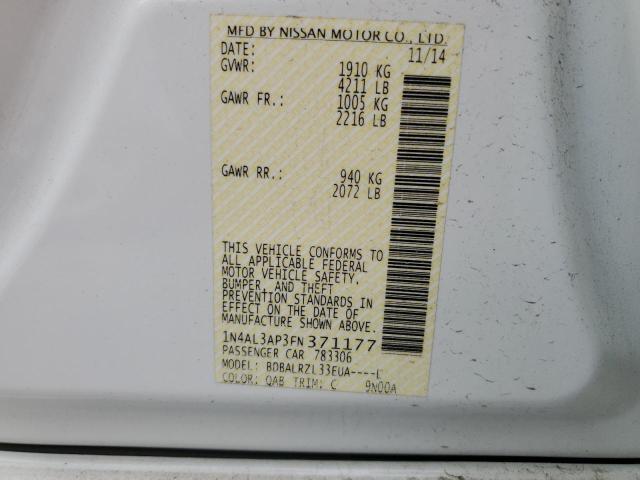 MFD BY NISSAN MOTOR CO., LTD.
DATE: 11/14
GVWR: 1910 KG
4211 LB
GAWR FR.: 1005 KG
2216 LB
GAWR RR.: 940 KG
2072 LB
THIS VEHICLE CONFORMS TO
ALL APPLICABLE FEDERAL
MOTOR VEHICLE SAFETY,
BUMPER, AND THEFT
PREVENTION STANDARDS IN
EFFECT ON THE DATE OF
MANUFACTURE SHOWN ABOVE.
1N4AL3AP3FN371177
PASSENGER CAR 783306
MODEL: BDBALRZL33EUA----L
COLOR: QAB TRIM: C 9N00A